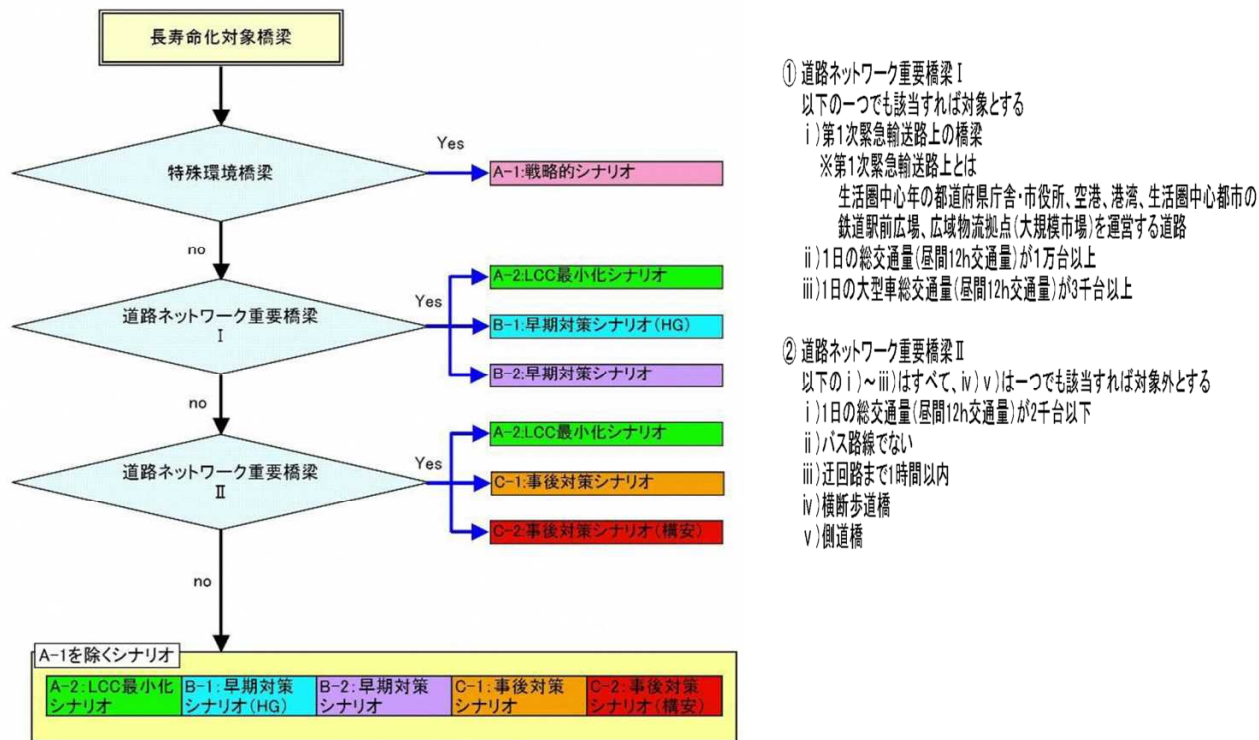 長寿命化対象橋梁
特殊環境橋梁
Yes
A-1:戦略的シナリオ
no
道路ネットワーク重要橋梁
Ⅰ
Yes
A-2:LCC最小化シナリオ
B-1:早期対策シナリオ(HG)
B-2:早期対策シナリオ
no
道路ネットワーク重要橋梁
Ⅱ
Yes
A-2:LCC最小化シナリオ
C-1:事後対策シナリオ
C-2:事後対策シナリオ(構安)
no
A-1を除くシナリオ
A-2:LCC最小化
シナリオ
B-1:早期対策
シナリオ(HG)
B-2:早期対策
シナリオ
C-1:事後対策
シナリオ
C-2:事後対策
シナリオ(構安)
① 道路ネットワーク重要橋梁Ⅰ
以下の一つでも該当すれば対象とする
ⅰ)第1次緊急輸送路上の橋梁
※第1次緊急輸送路上とは
生活圏中心年の都道府県庁舎・市役所、空港、港湾、生活圏中心都市の
鉄道駅前広場、広域物流拠点(大規模市場)を運営する道路
ⅱ)1日の総交通量(昼間12h交通量)が1万台以上
ⅲ)1日の大型車総交通量(昼間12h交通量)が3千台以上
② 道路ネットワーク重要橋梁Ⅱ
以下のⅰ)~ⅲ)はすべて、ⅳ)ⅴ)は一つでも該当すれば対象外とする
ⅰ)1日の総交通量(昼間12h交通量)が2千台以下
ⅱ)バス路線でない
ⅲ)迂回路まで1時間以内
ⅳ)横断歩道橋
ⅴ)側道橋